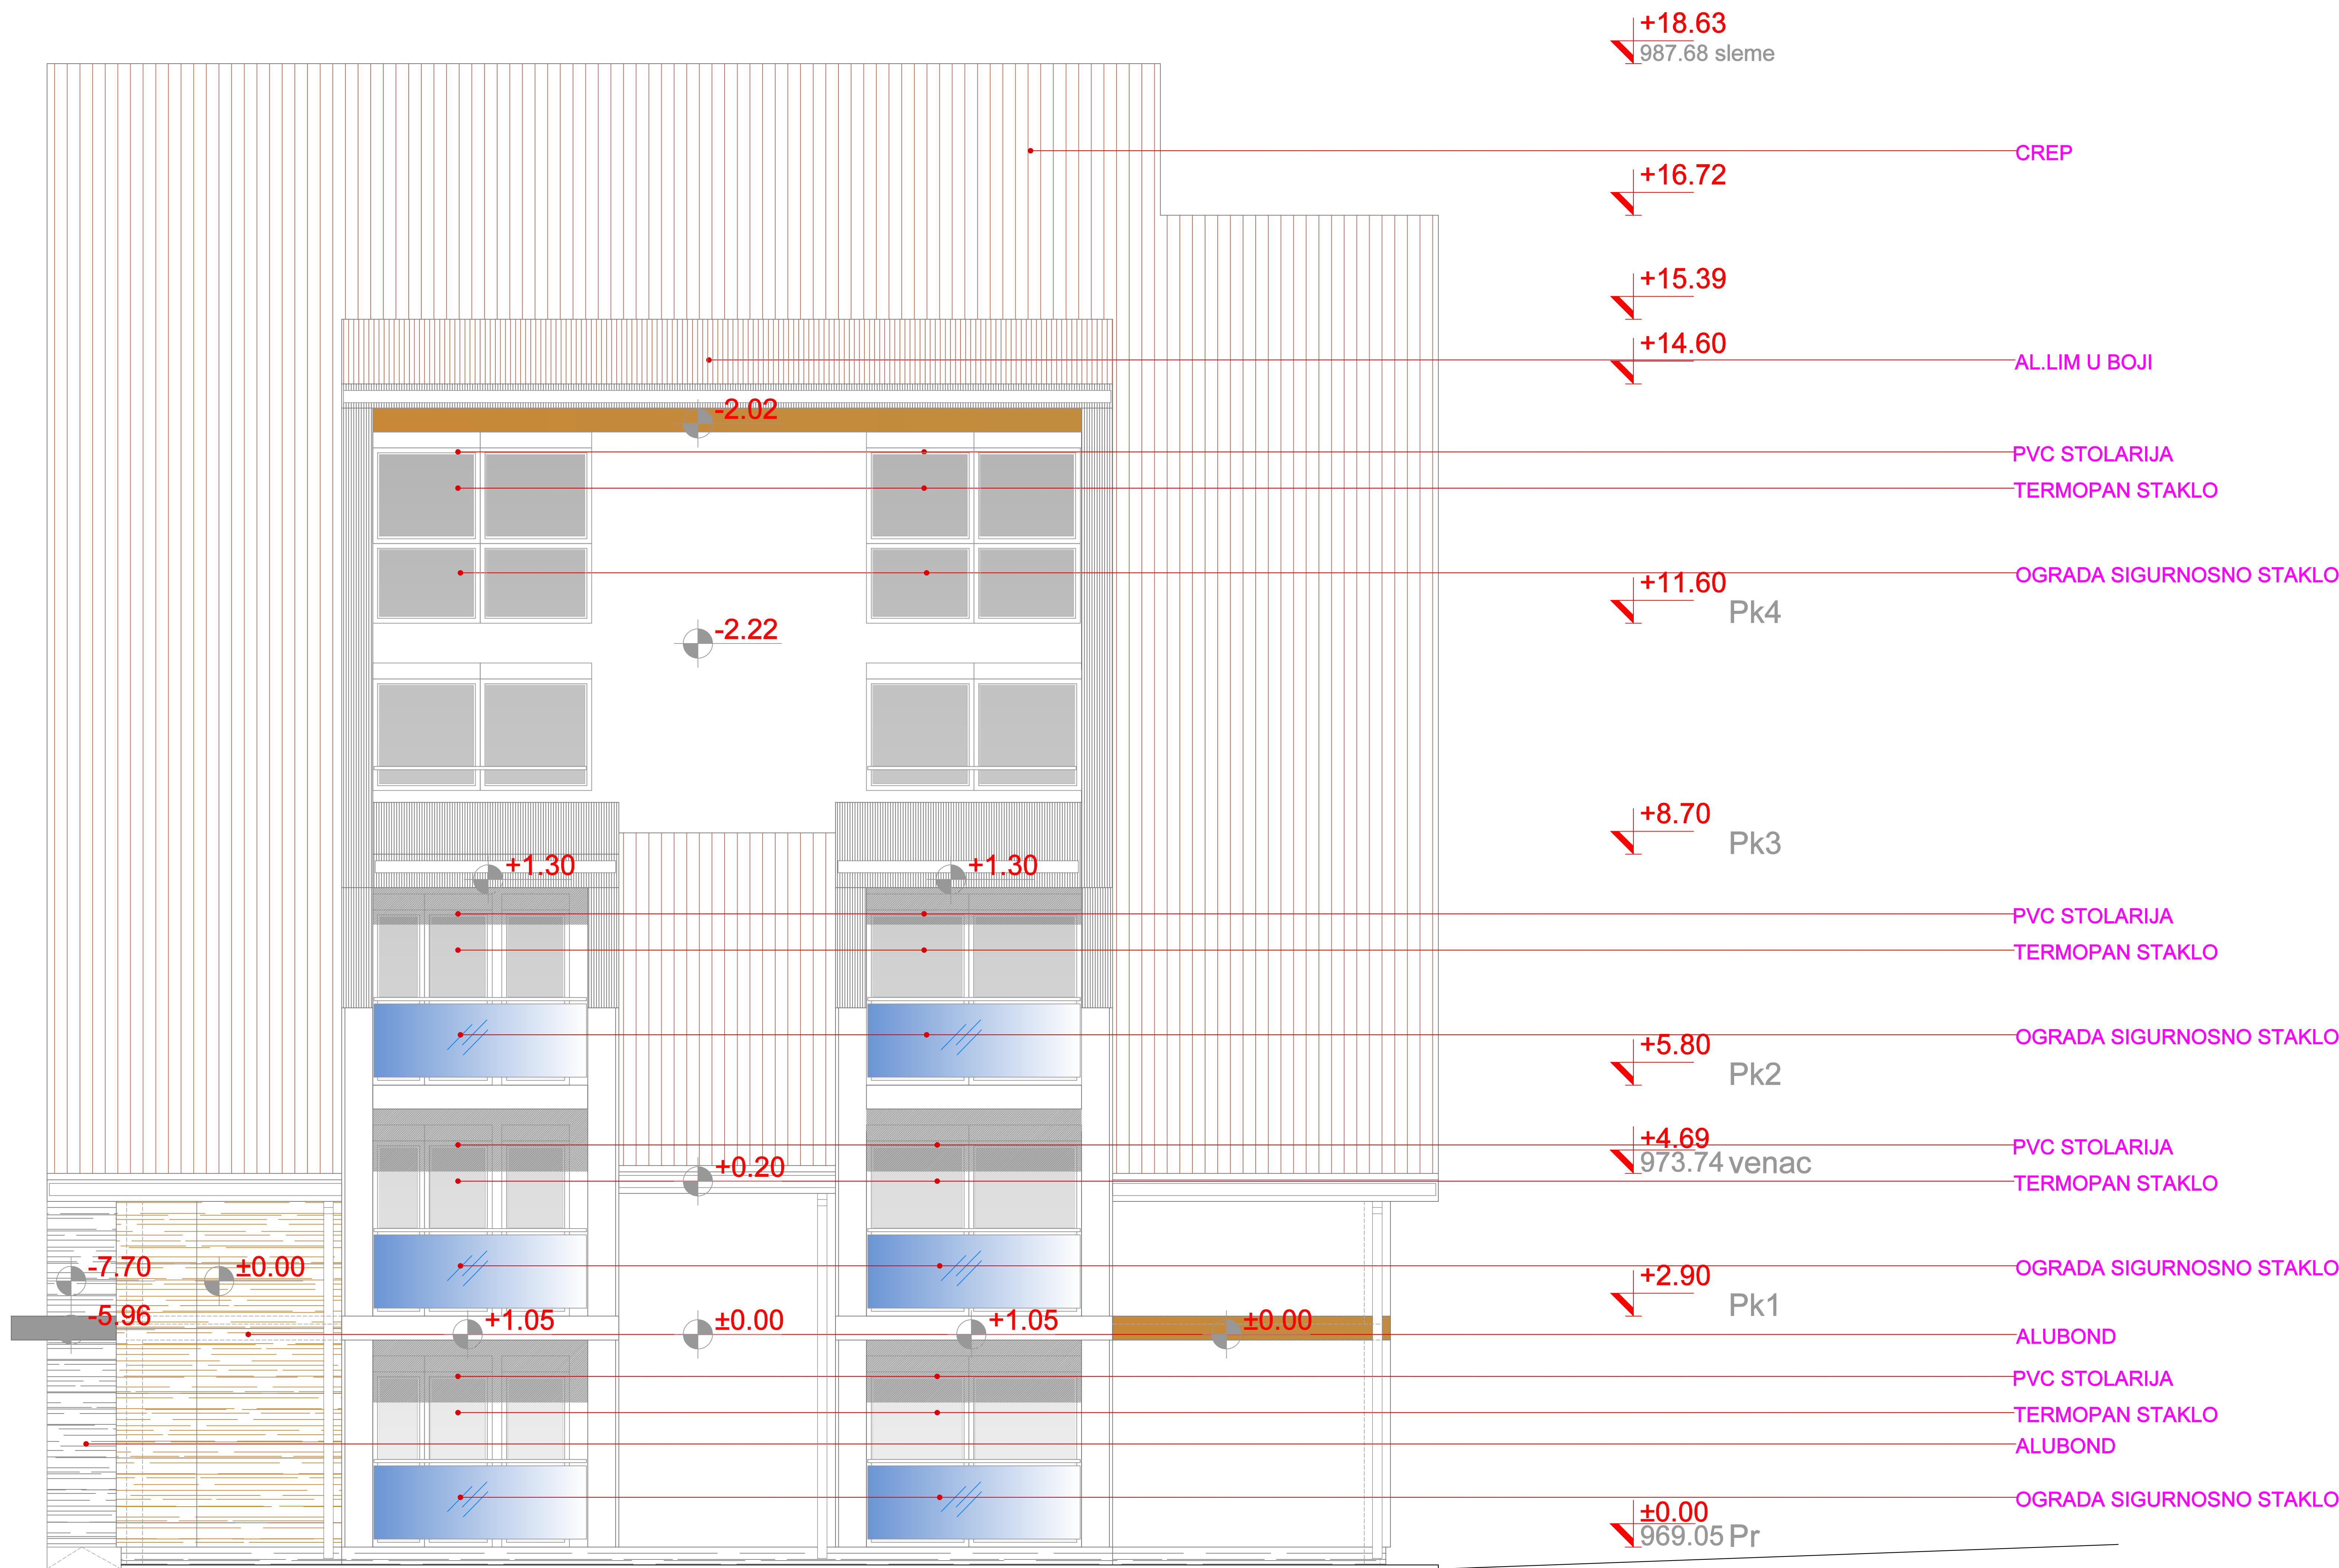 +18.63
987.68 sleme
CREP
+16.72
+15.39
+14.60
AL.LIM U BOJI
-2.02
PVC STOLARIJA
TERMOPAN STAKLO
OGRADA SIGURNOSNO STAKLO
+11.60
Pk4
-2.22
+8.70
Pk3
+1.30
+1.30
PVC STOLARIJA
TERMOPAN STAKLO
OGRADA SIGURNOSNO STAKLO
+5.80
Pk2
+4.69
973.74 venac
PVC STOLARIJA
+0.20
TERMOPAN STAKLO
-7.70
±0.00
OGRADA SIGURNOSNO STAKLO
+2.90
Pk1
-5.96
+1.05
±0.00
+1.05
±0.00
ALUBOND
PVC STOLARIJA
TERMOPAN STAKLO
ALUBOND
OGRADA SIGURNOSNO STAKLO
±0.00
969.05 Pr